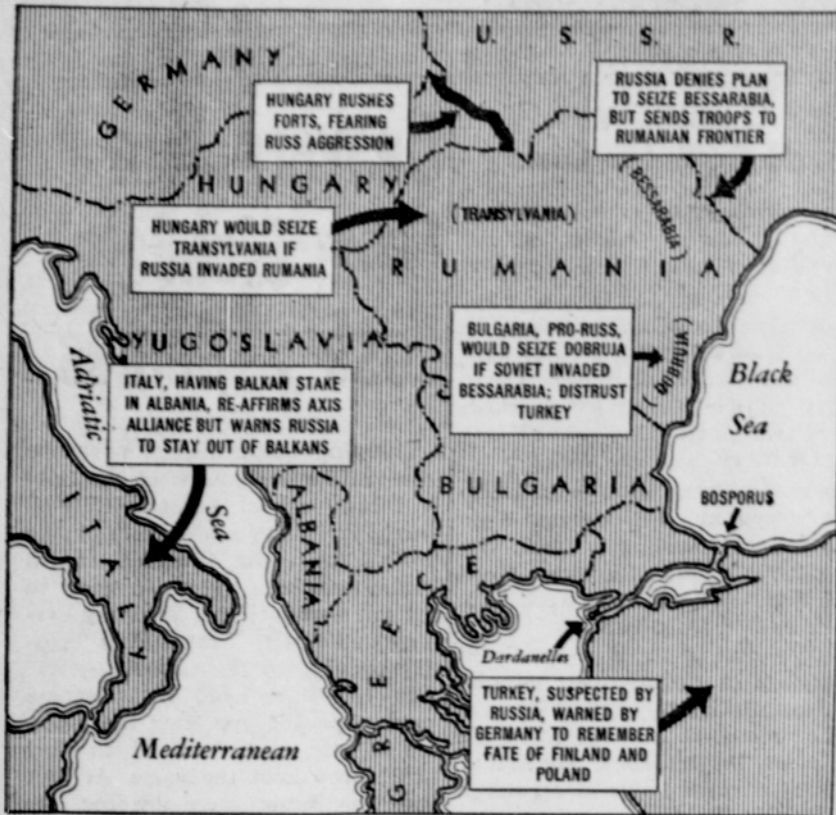 U. S. S. R.
GERMANY
HUNGARY RUSHES
FORTS, FEARING
RUSS AGGRESSION
RUSSIA DENIES PLAN
TO SEIZE BESSARABIA,
BUT SENDS TROOPS TO
RUMANIAN FRONTIER
HUNGARY
(BESSARABIA)
(TRANSYLVANIA)
HUNGARY WOULD SEIZE
TRANSYLVANIA IF
RUSSIA INVADED RUMANIA
RUMANIA
YUGOSLAVIA
BULGARIA, PRO-RUSS,
WOULD SEIZE DOBRUJA
IF SOVIET INVADED
BESSARABIA; DISTRUST
TURKEY
(DOBRUJA)
Black
Sea
Adriatic
Sea
ITALY, HAVING BALKAN STAKE
IN ALBANIA, RE-AFFIRMS AXIS
ALLIANCE BUT WARNS RUSSIA
TO STAY OUT OF BALKANS
BULGARIA
BOSPORUS
ITALY
ALBANIA
GREECE
Dardanelles
TURKEY, SUSPECTED BY
RUSSIA, WARNED BY
GERMANY TO REMEMBER
FATE OF FINLAND AND
POLAND
Mediterranean